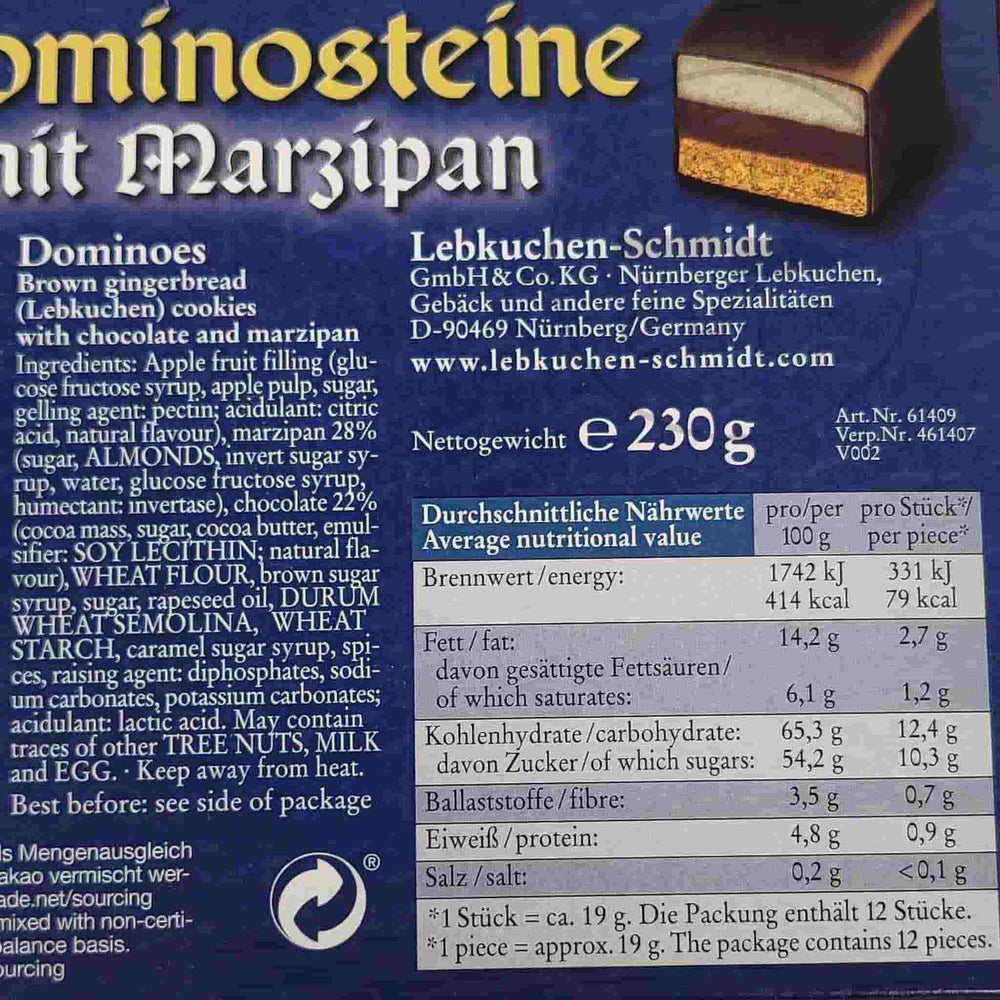 ominosteine
mit Marzipan
Dominoes
Brown gingerbread
(Lebkuchen) cookies
with chocolate and marzipan
Ingredients: Apple fruit filling (glu-
cose fructose syrup, apple pulp, sugar,
gelling agent: pectin; acidulant: citric
acid, natural flavour), marzipan 28%
(sugar, ALMONDS, invert sugar sy-
rup, water, glucose fructose syrup,
humectant: invertase), chocolate 22%
(cocoa mass, sugar, cocoa butter, emul-
sifier: SOY LECITHIN; natural fla-
vour), WHEAT FLOUR, brown sugar
syrup, sugar, rapeseed oil, DURUM
WHEAT SEMOLINA, WHEAT
STARCH, caramel sugar syrup, spi-
ces, raising agent: diphosphates, sodi-
um carbonates, potassium carbonates;
acidulant: lactic acid. May contain
traces of other TREE NUTS, MILK
and EGG. · Keep away from heat.
Best before: see side of package
ls Mengenausgleich
akao vermischt wer-
ade.net/sourcing
mixed with non-certi-
alance basis.
ourcing
®
Lebkuchen-Schmidt
GmbH & Co. KG · Nürnberger Lebkuchen,
Gebäck und andere feine Spezialitäten
D-90469 Nürnberg/Germany
www.lebkuchen-schmidt.com
Nettogewicht e 230 g
Art. Nr. 61409
Verp.Nr. 461407
V002
Durchschnittliche Nährwerte pro/per pro Stück*/
Average nutritional value 100 g per piece*
Brennwert/energy: 1742 kJ 331 kJ
414 kcal 79 kcal
Fett/fat: 14,2 g 2,7 g
davon gesättigte Fettsäuren/
of which saturates: 6,1 g 1,2 g
Kohlenhydrate/carbohydrate: 65,3 g 12,4 g
davon Zucker/of which sugars: 54,2 g 10,3 g
Ballaststoffe/fibre: 3,5 g 0,7 g
Eiweiß/protein: 4,8 g 0,9 g
Salz/salt: 0,2 g <0,1 g
*1 Stück = ca. 19 g. Die Packung enthält 12 Stücke.
*1 piece = approx. 19 g. The package contains 12 pieces.